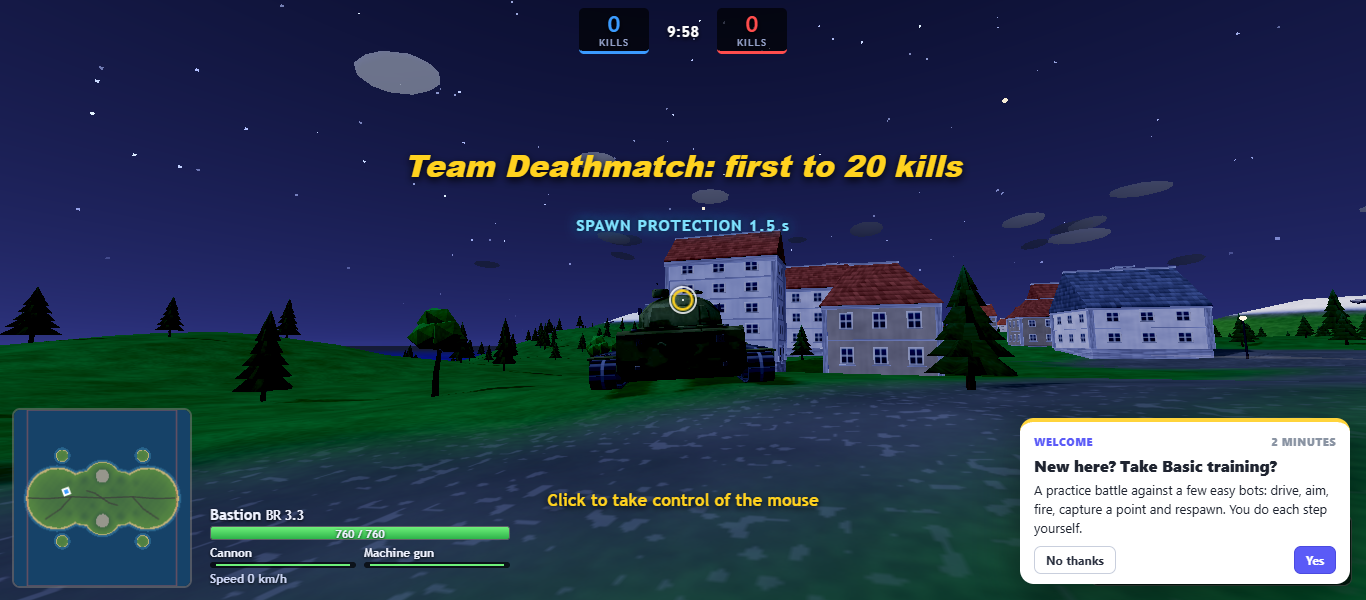 0
KILLS
9:58
0
KILLS
Team Deathmatch: first to 20 kills
SPAWN PROTECTION 1.5 s
Click to take control of the mouse
Bastion BR 3.3
760 / 760
Cannon
Machine gun
Speed 0 km/h
WELCOME
2 MINUTES
New here? Take Basic training?
A practice battle against a few easy bots: drive, aim,
fire, capture a point and respawn. You do each step
yourself.
No thanks
Yes